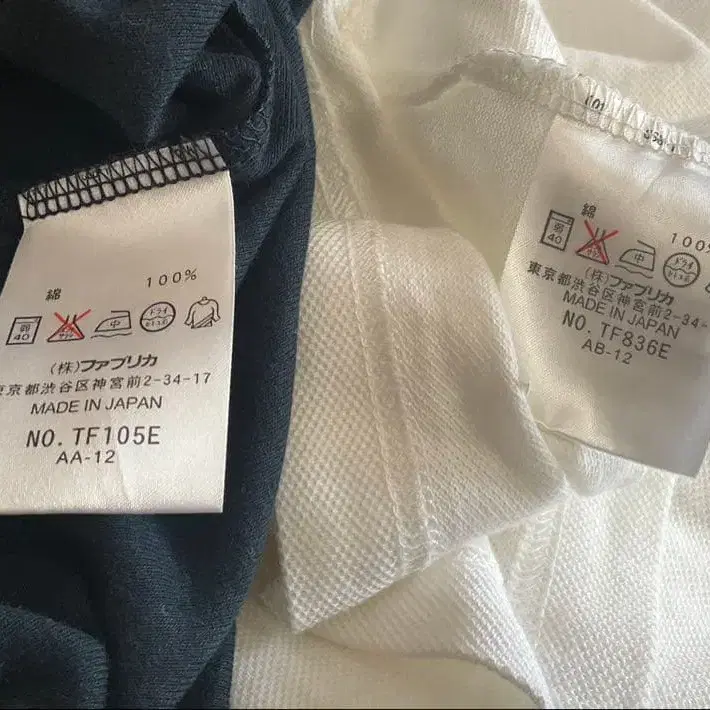 綿 100%
弱 40 中 ドライ
(株)ファブリカ
東京都渋谷区神宮前2-34-17
MADE IN JAPAN
NO. TF105E
AA-12
綿 100%
弱 40 中 ドライ
(株)ファブリカ
東京都渋谷区神宮前2-34-
MADE IN JAPAN
NO. TF836E
AB-12